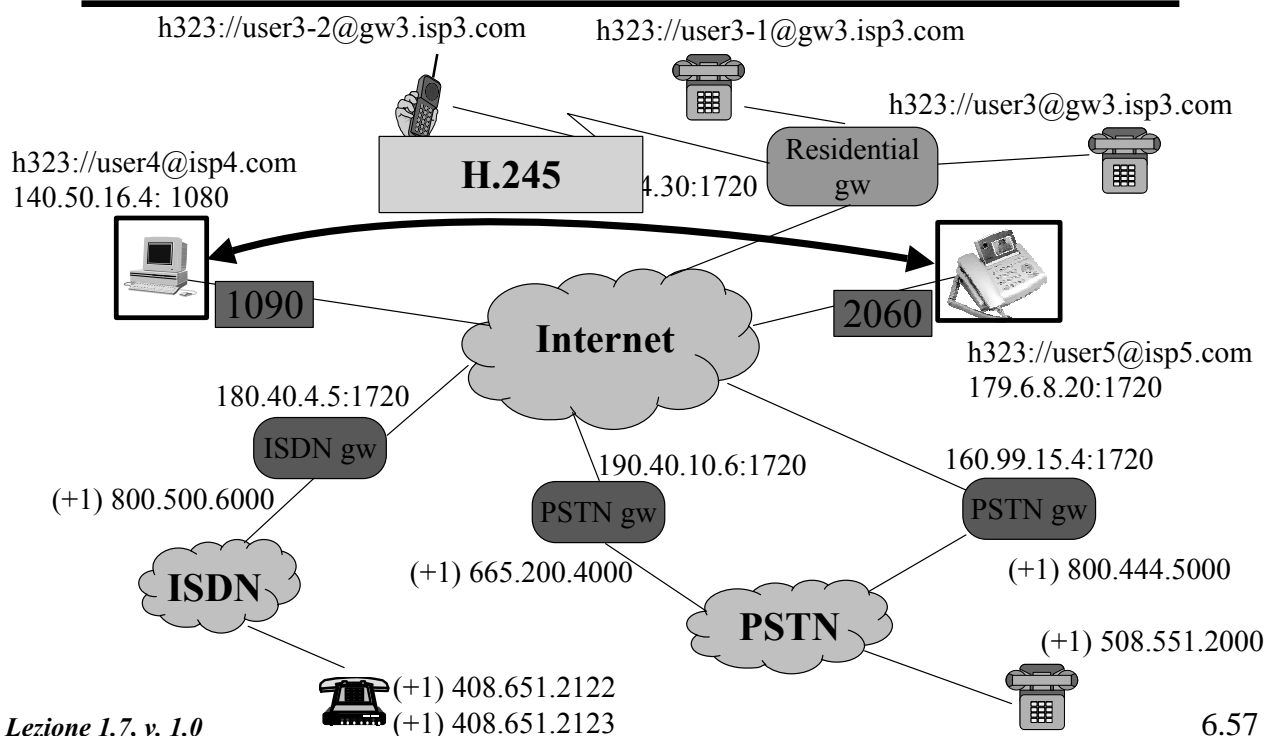 h323://user3-2@gw3.isp3.com
h323://user3-1@gw3.isp3.com
h323://user3@gw3.isp3.com
h323://user4@isp4.com
140.50.16.4: 1080
H.245
4.30:1720
Residential
gw
1090
Internet
2060
h323://user5@isp5.com
179.6.8.20:1720
180.40.4.5:1720
ISDN gw
190.40.10.6:1720
160.99.15.4:1720
(+1) 800.500.6000
PSTN gw
PSTN gw
(+1) 665.200.4000
(+1) 800.444.5000
ISDN
PSTN
(+1) 508.551.2000
(+1) 408.651.2122
(+1) 408.651.2123
Lezione 1.7, v. 1.0
6.57